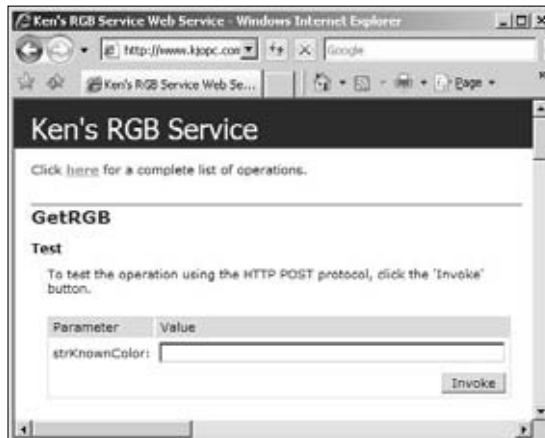 Ken's RGB Service Web Service - Windows Internet Explorer
http://www.kjopc.com
Google
Ken's RGB Service Web Se...
Page
Ken's RGB Service
Click here for a complete list of operations.
GetRGB
Test
To test the operation using the HTTP POST protocol, click the 'Invoke'
button.
Parameter Value
strKnownColor:
Invoke